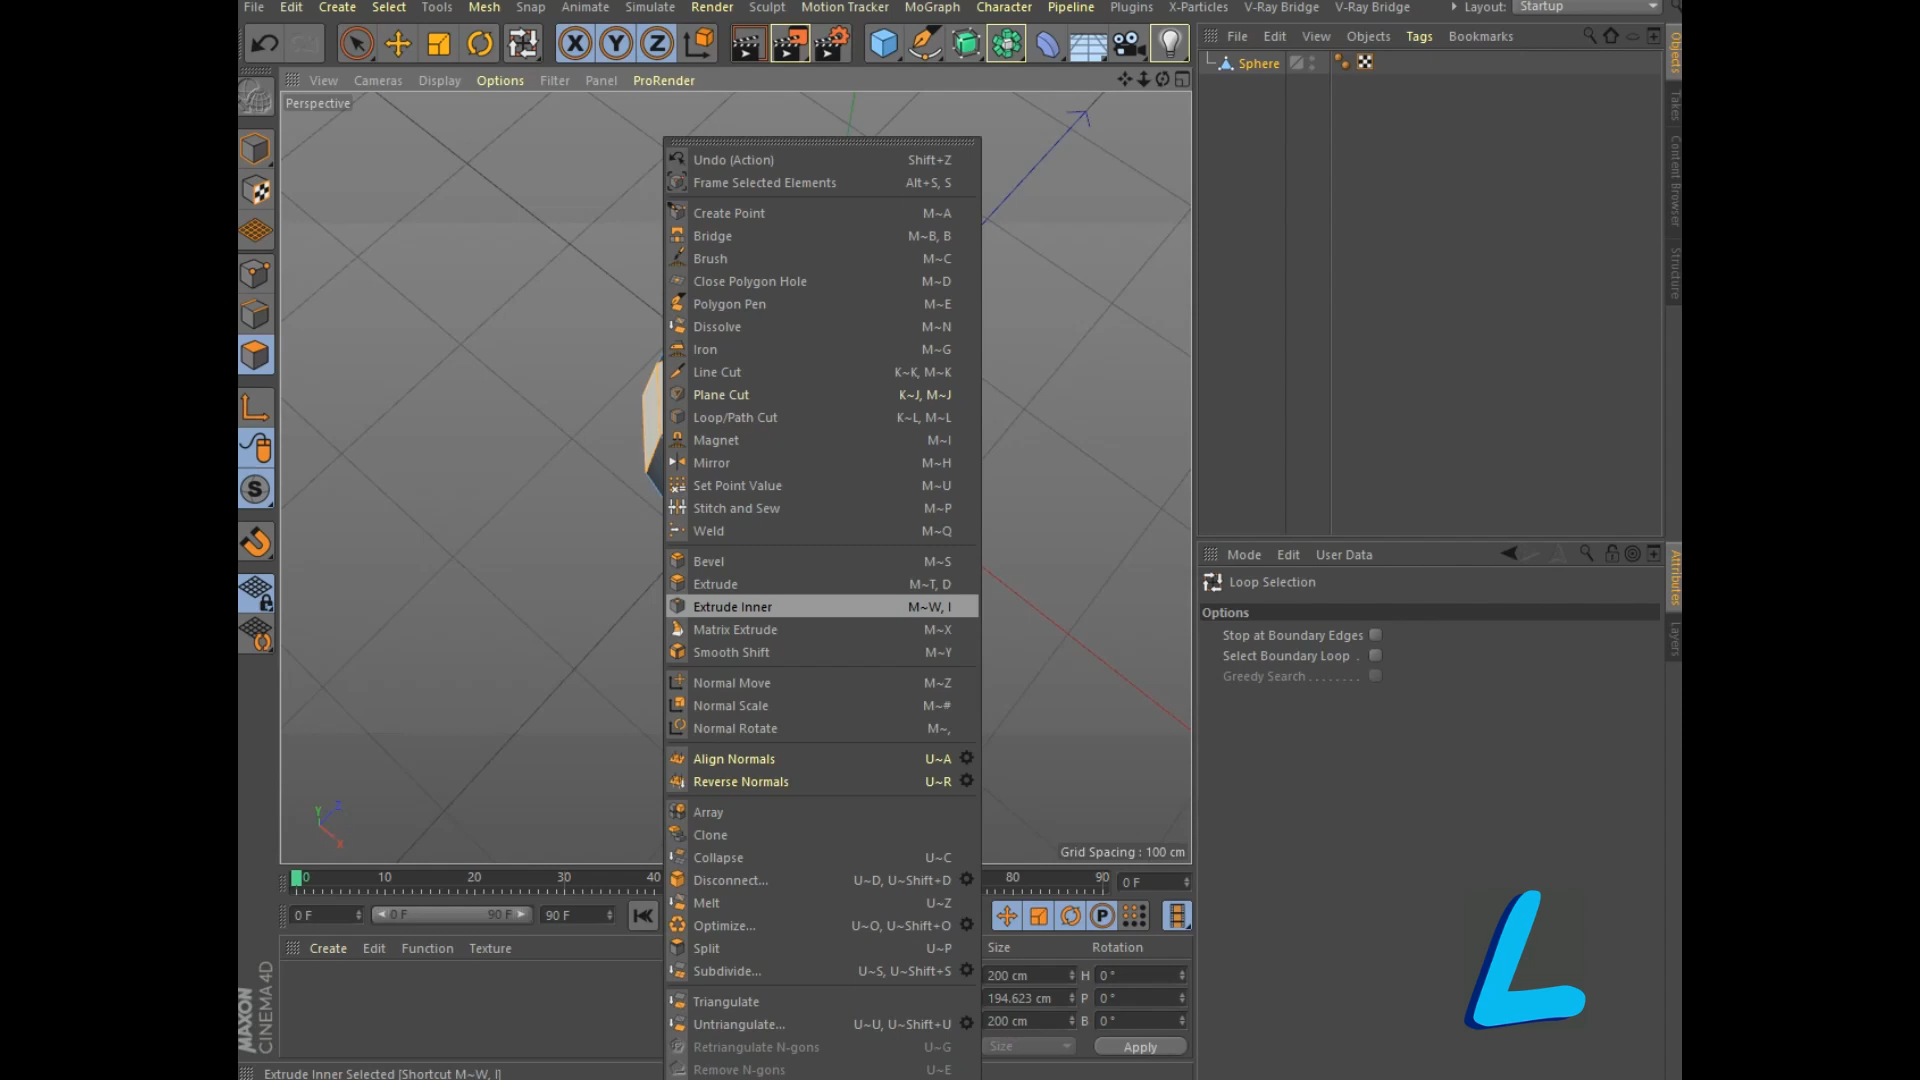 File Edit Create Select Tools Mesh Snap Animate Simulate Render Sculpt Motion Tracker MoGraph Character Pipeline Plugins X-Particles V-Ray Bridge V-Ray Bridge Layout: Startup
X Y Z
File Edit View Objects Tags Bookmarks
View Cameras Display Options Filter Panel ProRender
Perspective
Sphere
Objects
Takes
Content Browser
Structure
Undo (Action) Shift+Z
Frame Selected Elements Alt+S, S
Create Point M~A
Bridge M~B, B
Brush M~C
Close Polygon Hole M~D
Polygon Pen M~E
Dissolve M~N
Iron M~G
Line Cut K~K, M~K
Plane Cut K~J, M~J
Loop/Path Cut K~L, M~L
Magnet M~I
Mirror M~H
Set Point Value M~U
Stitch and Sew M~P
Weld M~Q
Bevel M~S
Extrude M~T, D
Extrude Inner M~W, I
Matrix Extrude M~X
Smooth Shift M~Y
Normal Move M~Z
Normal Scale M~#
Normal Rotate M~,
Align Normals U~A
Reverse Normals U~R
Array
Clone
Collapse U~C
Disconnect... U~D, U~Shift+D
Melt U~Z
Optimize... U~O, U~Shift+O
Split U~P
Subdivide... U~S, U~Shift+S
Triangulate
Untriangulate... U~U, U~Shift+U
Retriangulate N-gons U~G
Remove N-gons U~E
Mode Edit User Data
Loop Selection
Options
Stop at Boundary Edges
Select Boundary Loop .
Greedy Search . . . . . . . .
Attributes
Layers
S
Y Z X
Grid Spacing : 100 cm
0 10 20 30 40 80 90 0 F
0 F 0 F 90 F 90 F
P
Create Edit Function Texture
Size Rotation
200 cm H 0 °
194.623 cm P 0 °
200 cm B 0 °
Size Apply
MAXON CINEMA 4D
Extrude Inner Selected [Shortcut M~W, I]
L